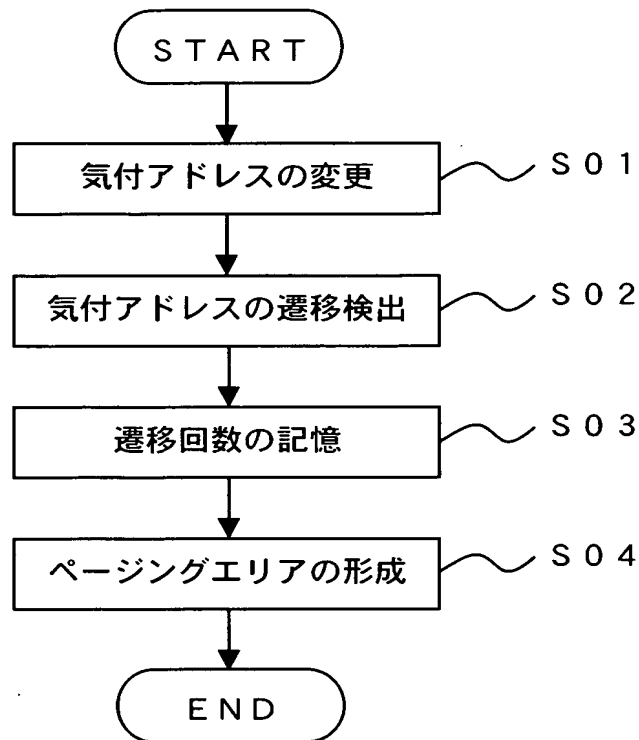 START
気付アドレスの変更
S01
気付アドレスの遷移検出
S02
遷移回数の記憶
S03
ページングエリアの形成
S04
END